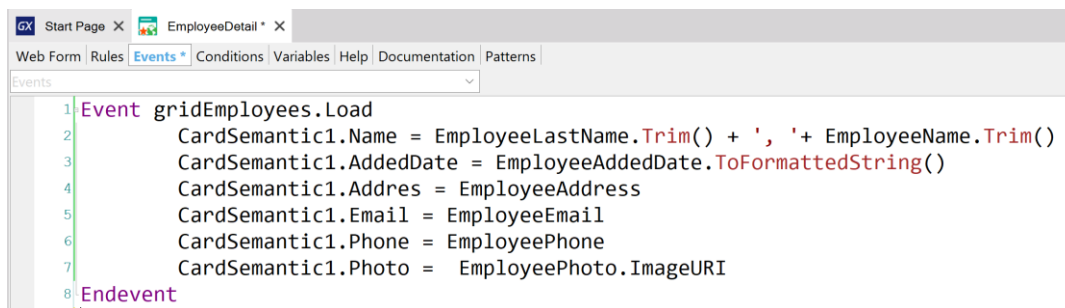 GX Start Page X EmployeeDetail * X
Web Form Rules Events * Conditions Variables Help Documentation Patterns
Events
1 Event gridEmployees.Load
2 CardSemantic1.Name = EmployeeLastName.Trim() + ', '+ EmployeeName.Trim()
3 CardSemantic1.AddedDate = EmployeeAddedDate.ToFormattedString()
4 CardSemantic1.Addres = EmployeeAddress
5 CardSemantic1.Email = EmployeeEmail
6 CardSemantic1.Phone = EmployeePhone
7 CardSemantic1.Photo =  EmployeePhoto.ImageURI
8 Endevent